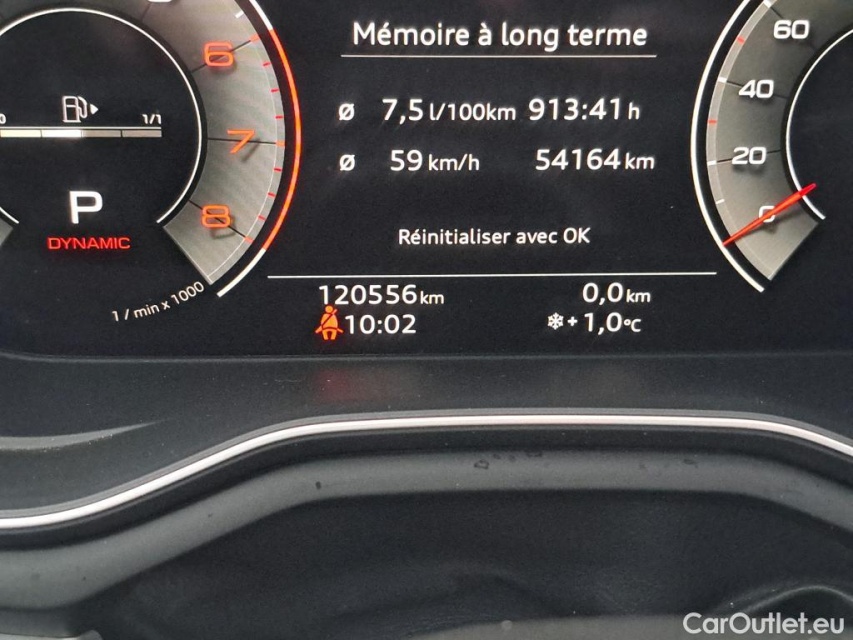 Mémoire à long terme
ø 7,5 l/100km 913:41 h
ø 59 km/h 54164 km
Réinitialiser avec OK
120556 km 0,0 km
10:02 ❄ + 1,0 °C
0 1/1
P
DYNAMIC
6
7
8
1 / min x 1000
60
40
20
0
CarOutlet.eu